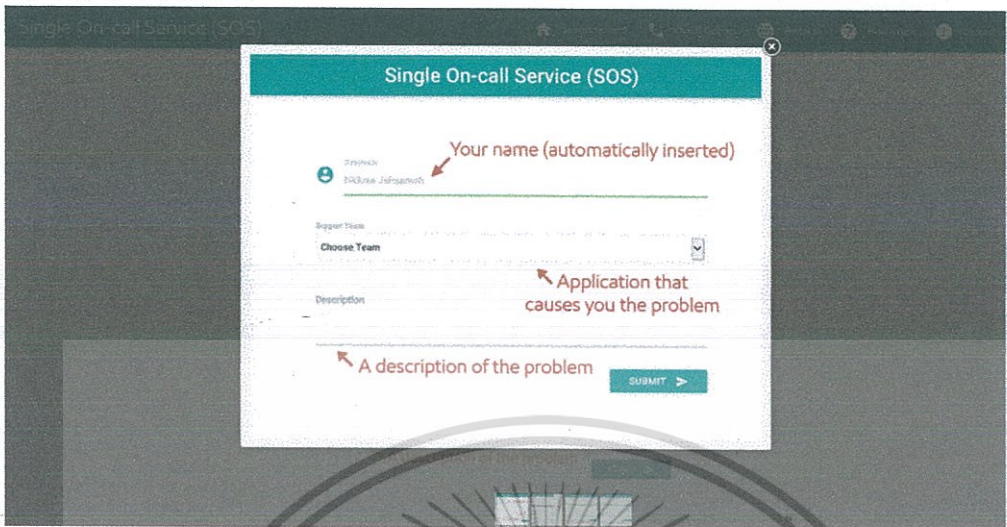 Single On-call Service (SOS)
Single On-call Service (SOS)
Your name (automatically inserted)
Support Team
Choose Team
Application that
causes you the problem
Description
A description of the problem
SUBMIT